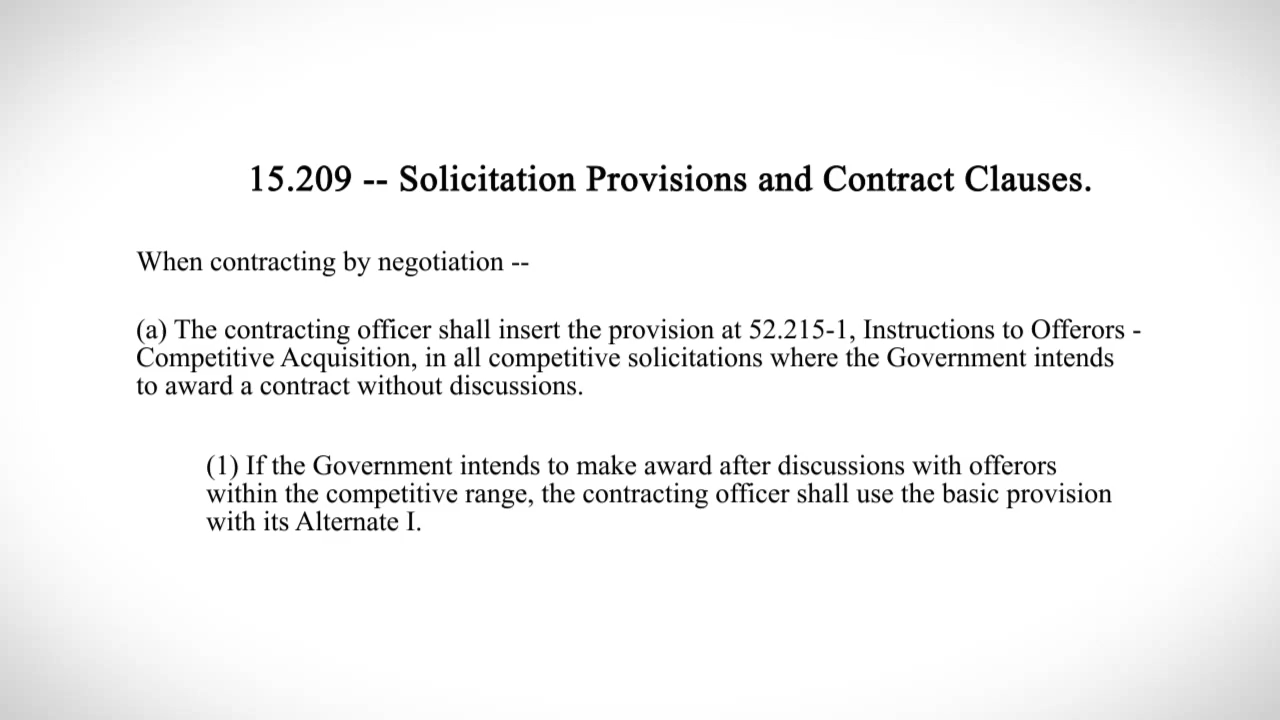 15.209 -- Solicitation Provisions and Contract Clauses.
When contracting by negotiation --
(a) The contracting officer shall insert the provision at 52.215-1, Instructions to Offerors -
Competitive Acquisition, in all competitive solicitations where the Government intends
to award a contract without discussions.
(1) If the Government intends to make award after discussions with offerors
within the competitive range, the contracting officer shall use the basic provision
with its Alternate I.